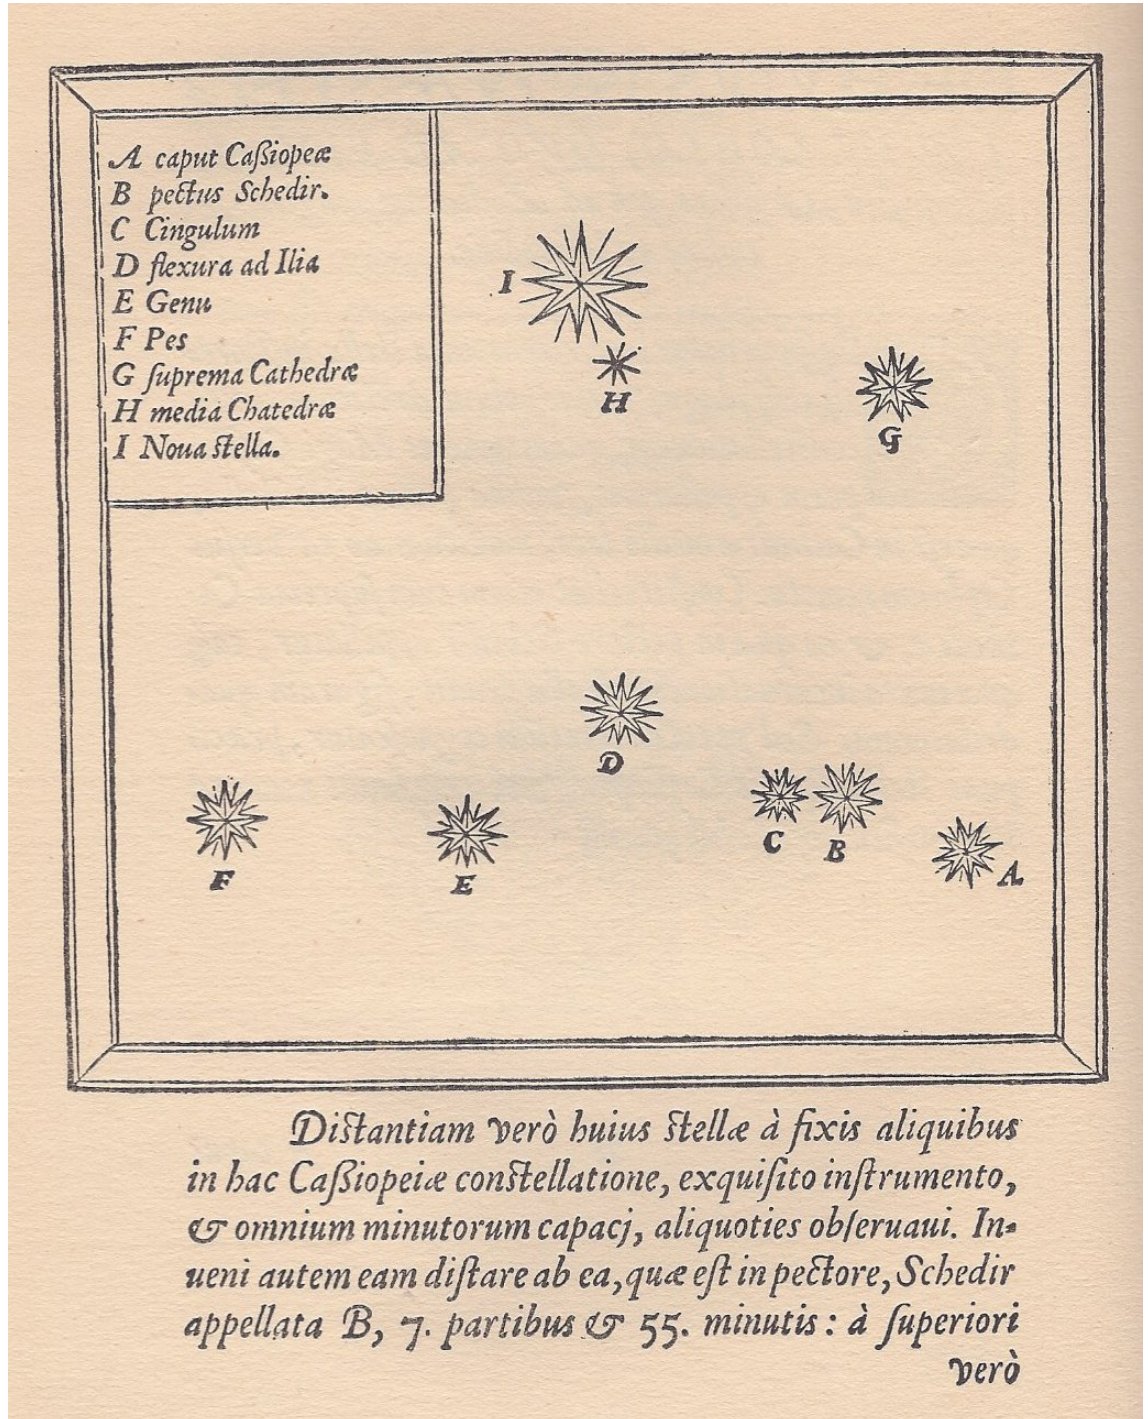 A caput Caßiopeæ
B pectus Schedir.
C Cingulum
D flexura ad Ilia
E Genu
F Pes
G ſuprema Cathedræ
H media Chatedræ
I Noua stella.
I
H
G
D
C
B
A
F
E
Distantiam verò huius stellæ à fixis aliquibus
in hac Caßiopeiæ constellatione, exquiſito inſtrumento,
& omnium minutorum capacj, aliquoties obſeruaui. In-
ueni autem eam diſtare ab ea, quæ eſt in pectore, Schedir
appellata B, 7. partibus & 55. minutis : à ſuperiori
verò